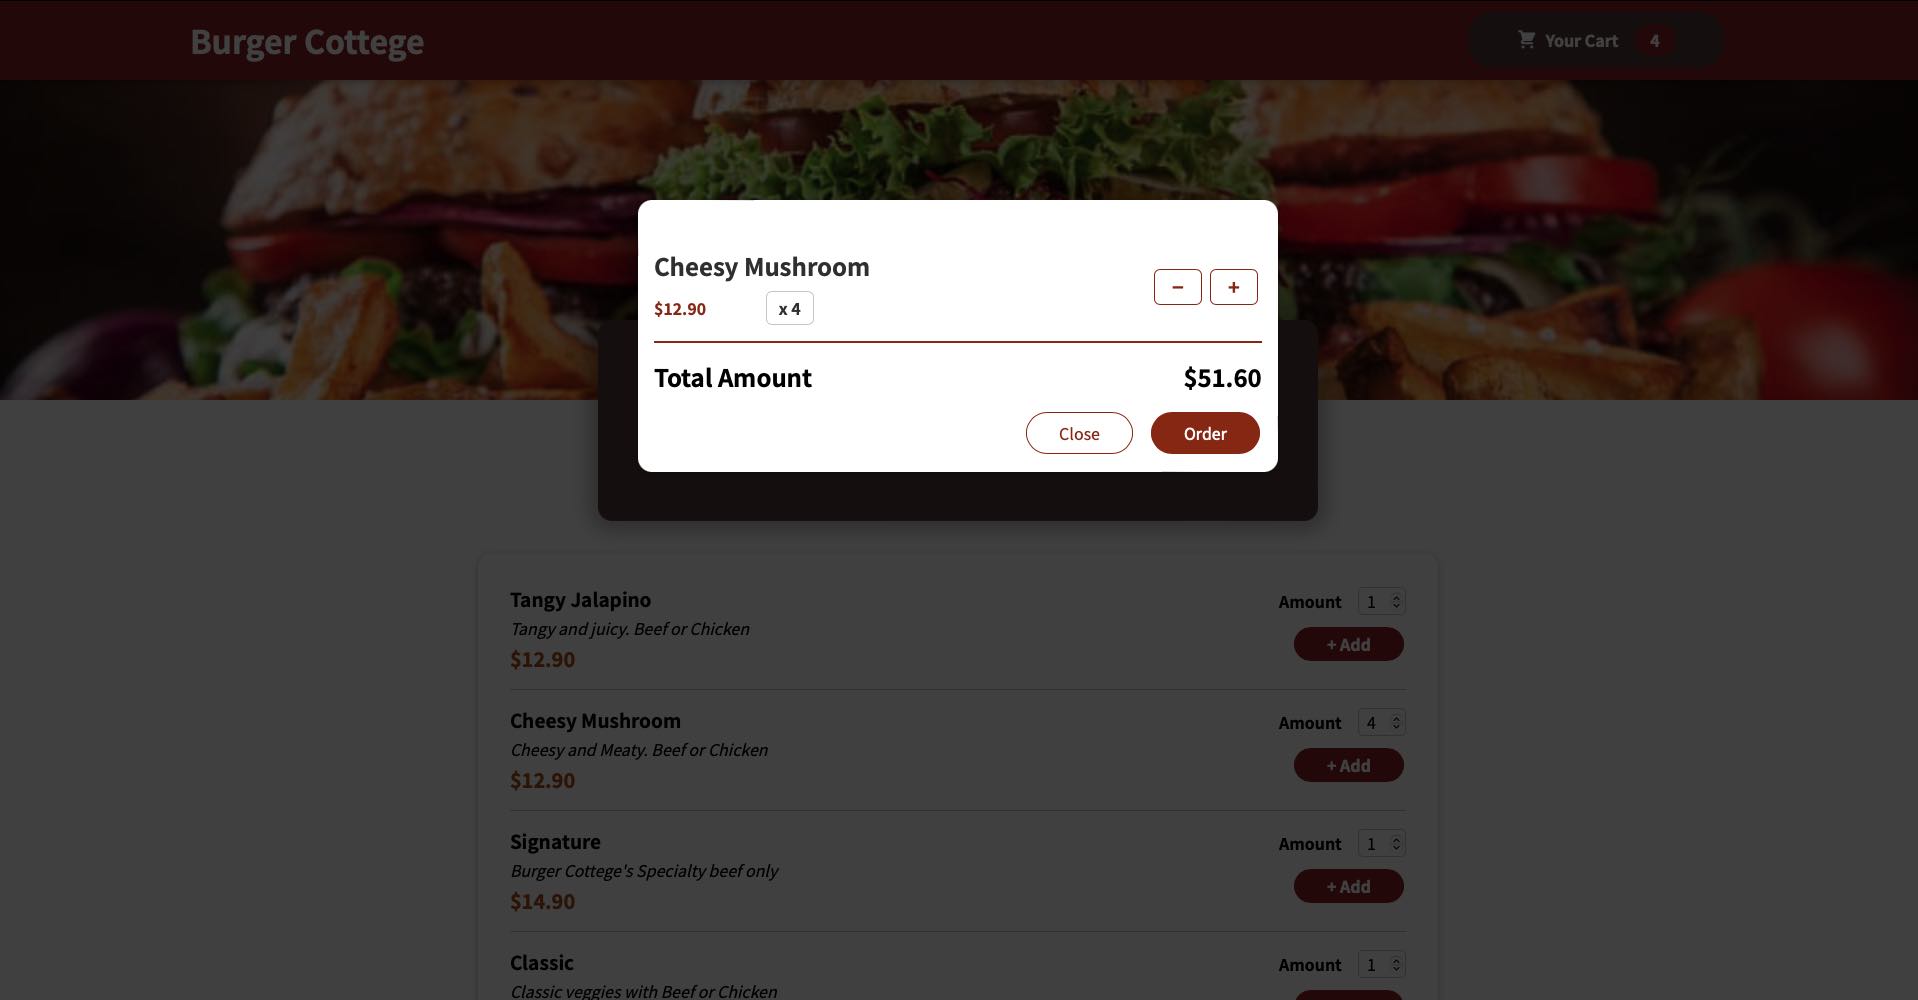 Burger Cottege
Your Cart 4
Cheesy Mushroom
$12.90 x 4
− +
Total Amount $51.60
Close Order
Tangy Jalapino
Amount 1
Tangy and juicy. Beef or Chicken
+ Add
$12.90
Cheesy Mushroom
Amount 4
Cheesy and Meaty. Beef or Chicken
+ Add
$12.90
Signature
Amount 1
Burger Cottege's Specialty beef only
+ Add
$14.90
Classic
Amount 1
Classic veggies with Beef or Chicken